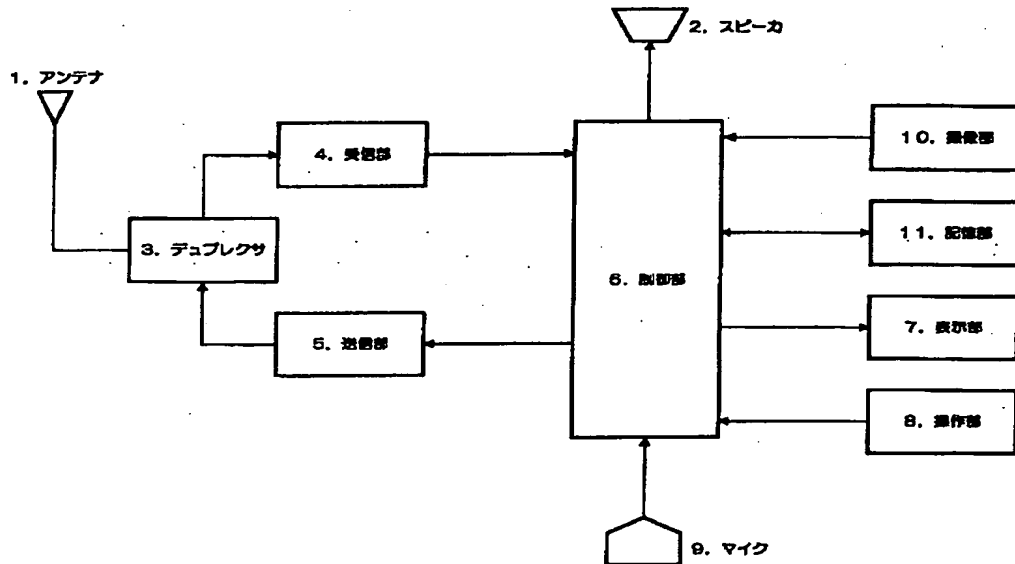 2. スピーカ
1. アンテナ
10. 撮像部
4. 受信部
3. デュプレクサ
11. 記憶部
6. 制御部
5. 送信部
7. 表示部
8. 操作部
9. マイク